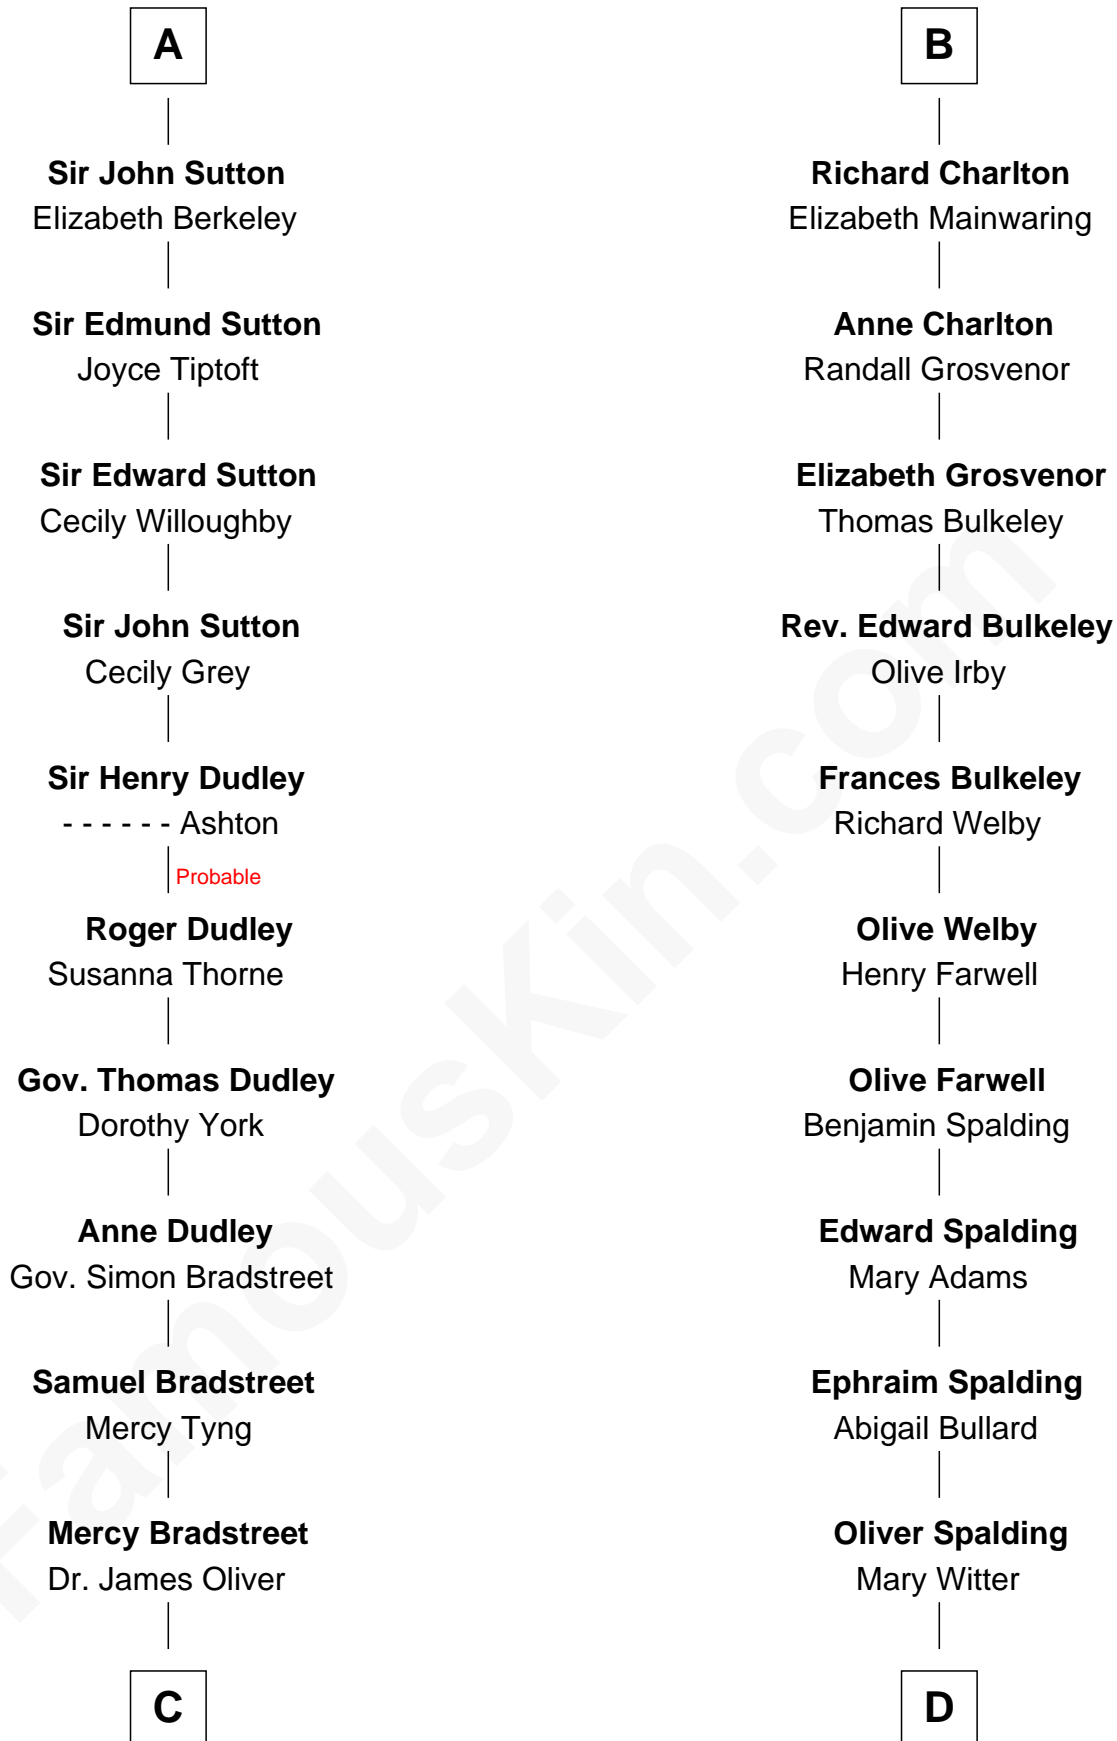 A
Sir John Sutton
Elizabeth Berkeley
Sir Edmund Sutton
Joyce Tiptoft
Sir Edward Sutton
Cecily Willoughby
Sir John Sutton
Cecily Grey
Sir Henry Dudley
- - - - - - Ashton
Probable
Roger Dudley
Susanna Thorne
Gov. Thomas Dudley
Dorothy York
Anne Dudley
Gov. Simon Bradstreet
Samuel Bradstreet
Mercy Tyng
Mercy Bradstreet
Dr. James Oliver
C
B
Richard Charlton
Elizabeth Mainwaring
Anne Charlton
Randall Grosvenor
Elizabeth Grosvenor
Thomas Bulkeley
Rev. Edward Bulkeley
Olive Irby
Frances Bulkeley
Richard Welby
Olive Welby
Henry Farwell
Olive Farwell
Benjamin Spalding
Edward Spalding
Mary Adams
Ephraim Spalding
Abigail Bullard
Oliver Spalding
Mary Witter
D
FamousKin.com